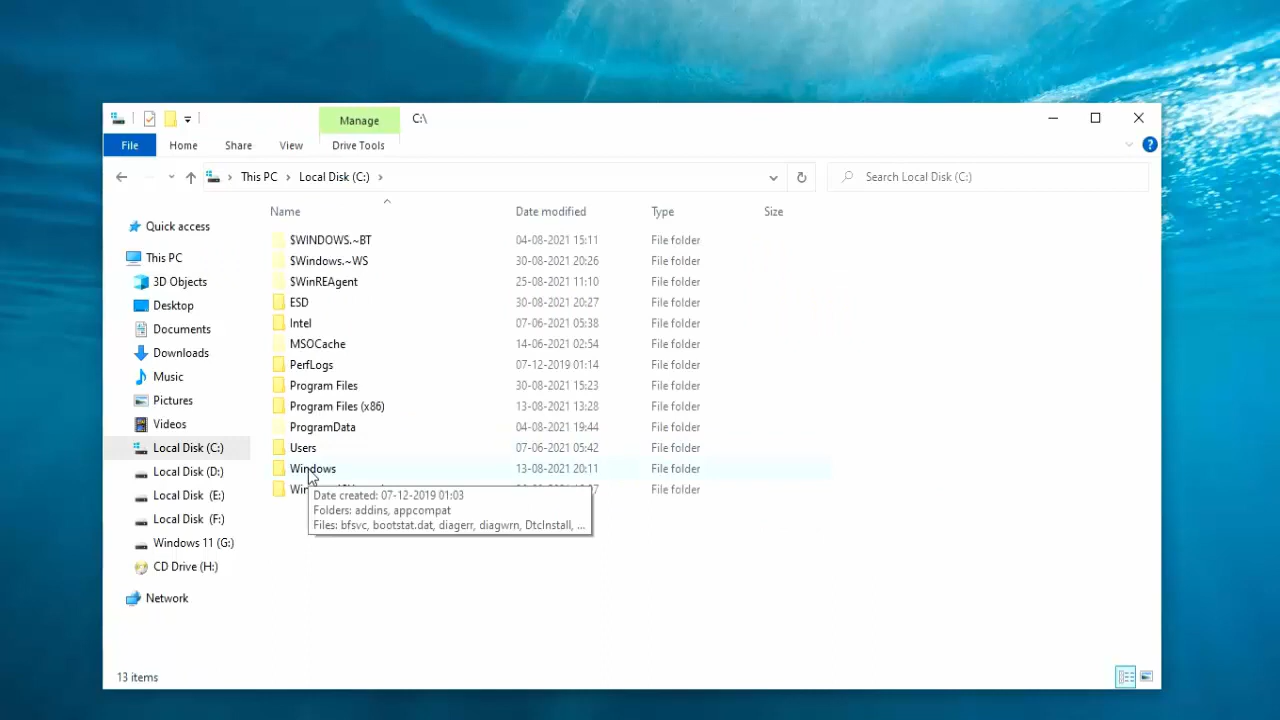 Manage C:\
File Home Share View Drive Tools
This PC Local Disk (C:) Search Local Disk (C:)
Name Date modified Type Size
Quick access
This PC
3D Objects
Desktop
Documents
Downloads
Music
Pictures
Videos
Local Disk (C:)
Local Disk (D:)
Local Disk (E:)
Local Disk (F:)
Windows 11 (G:)
CD Drive (H:)
Network
$WINDOWS.~BT 04-08-2021 15:11 File folder
$Windows.~WS 30-08-2021 20:26 File folder
$WinREAgent 25-08-2021 11:10 File folder
ESD 30-08-2021 20:27 File folder
Intel 07-06-2021 05:38 File folder
MSOCache 14-06-2021 02:54 File folder
PerfLogs 07-12-2019 01:14 File folder
Program Files 30-08-2021 15:23 File folder
Program Files (x86) 13-08-2021 13:28 File folder
ProgramData 04-08-2021 19:44 File folder
Users 07-06-2021 05:42 File folder
Windows 13-08-2021 20:11 File folder
File folder
Date created: 07-12-2019 01:03
Folders: addins, appcompat
Files: bfsvc, bootstat.dat, diagerr, diagwrn, DtcInstall, ...
13 items